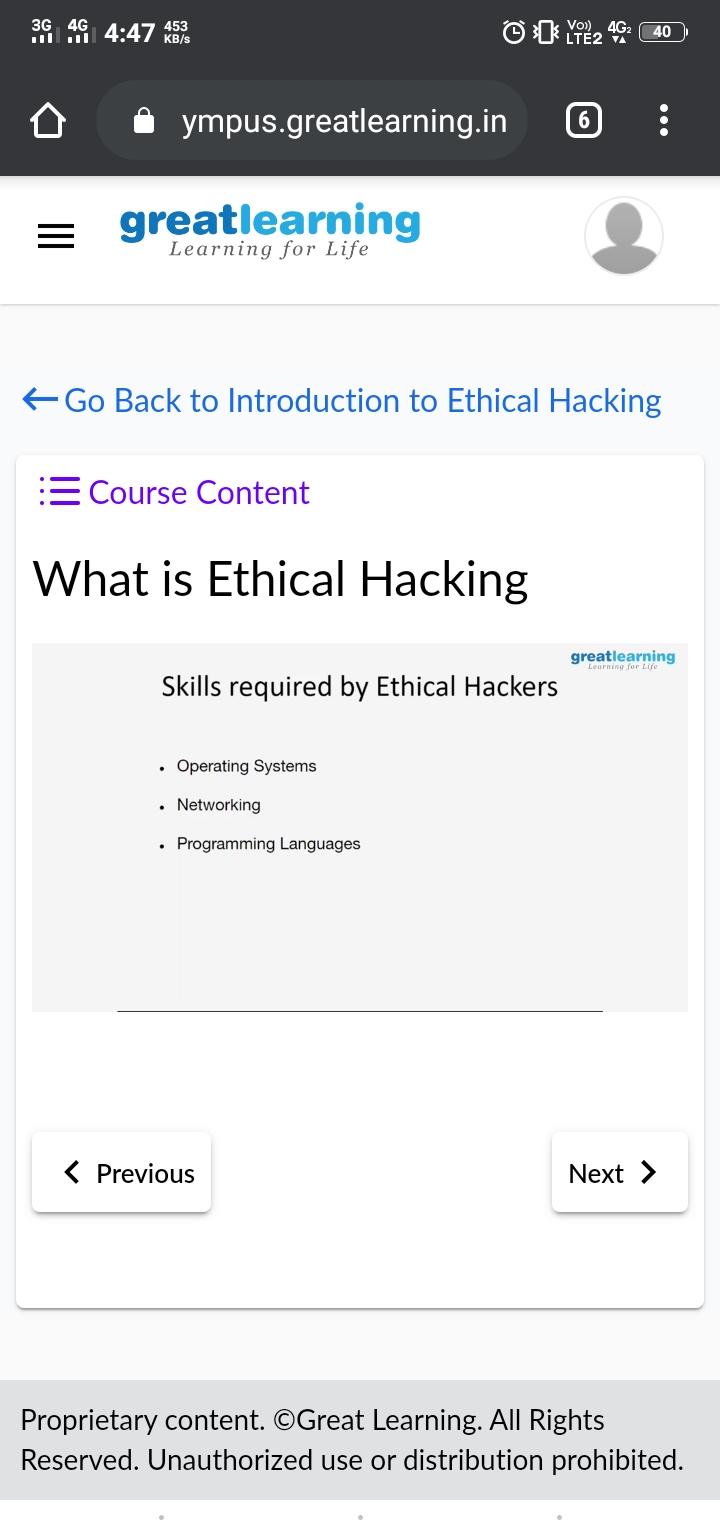 3G 4G 4:47 453 KB/s Vo)) LTE2 4G2 40
ympus.greatlearning.in 6
greatlearning
Learning for Life
Go Back to Introduction to Ethical Hacking
Course Content
What is Ethical Hacking
greatlearning
Learning for Life
Skills required by Ethical Hackers
• Operating Systems
• Networking
• Programming Languages
Previous
Next
Proprietary content. ©Great Learning. All Rights
Reserved. Unauthorized use or distribution prohibited.